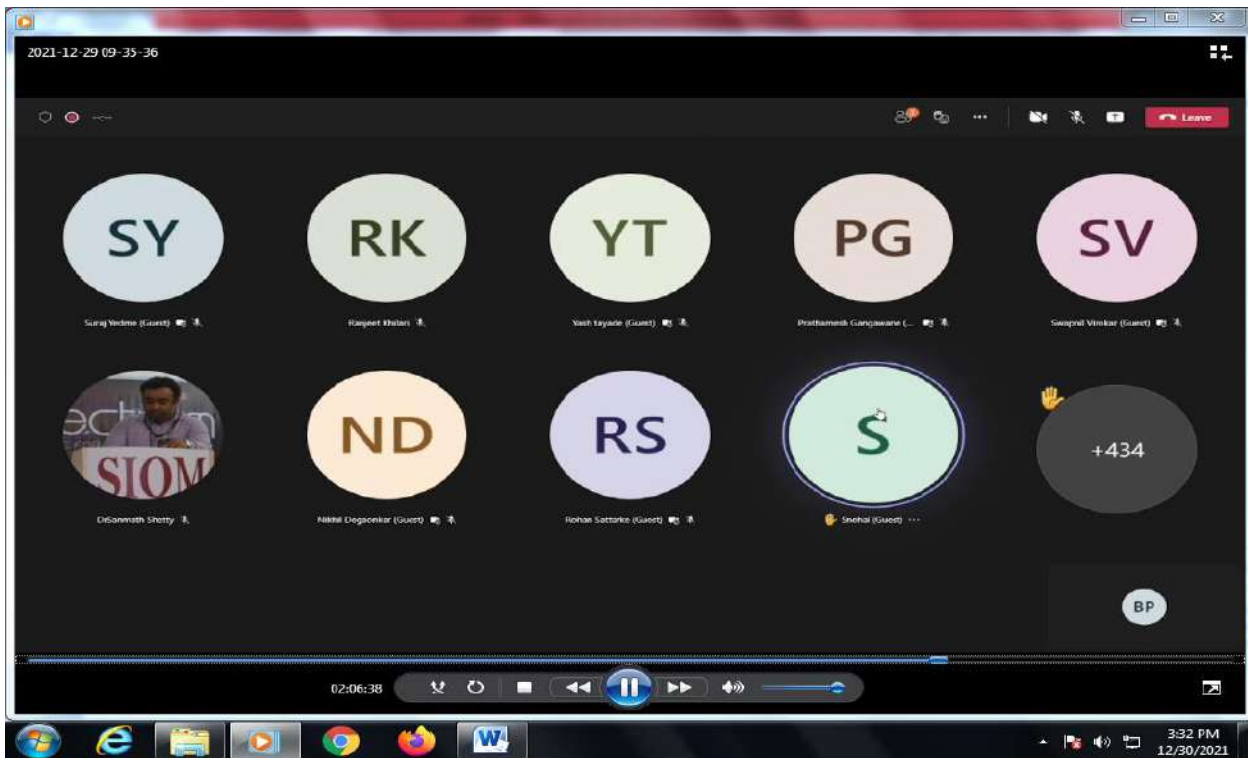 2021-12-29 09-35-36
Leave
SY
RK
YT
PG
SV
Suraj Yedme (Guest)
Ranjeet Khilari
Yash tayade (Guest)
Prathamesh Gangawane (...
Swapnil Virokar (Guest)
SIOM
ND
RS
S
+434
DrSanmath Shetty
Nikhil Degaonkar (Guest)
Rohan Sattarke (Guest)
Snehal (Guest)
BP
02:06:38
3:32 PM
12/30/2021